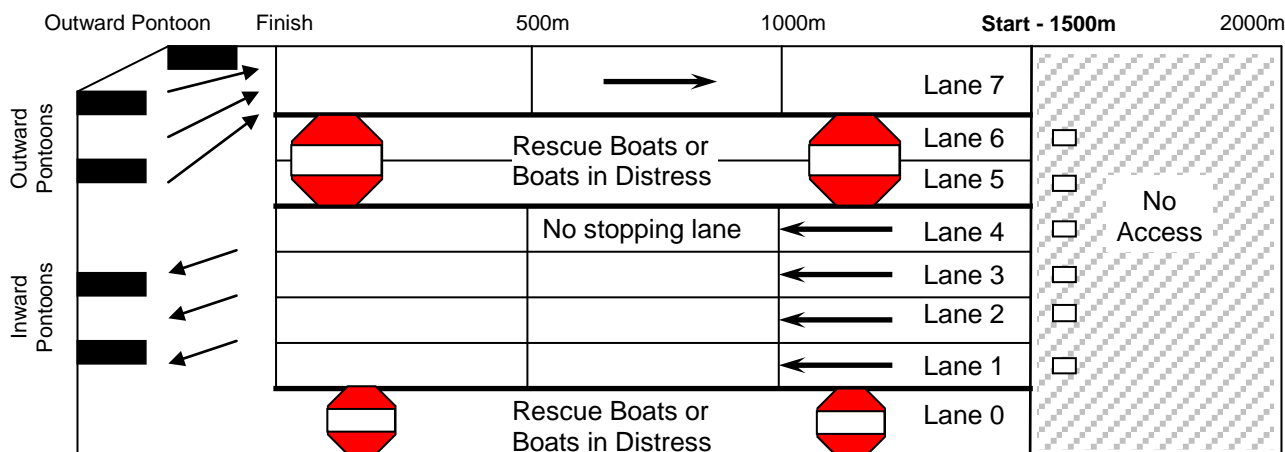 Outward Pontoon Finish 500m 1000m Start - 1500m 2000m
Lane 7
Outward
Pontoons
Rescue Boats or
Boats in Distress
Lane 6
Lane 5
No
Access
No stopping lane
Lane 4
Lane 3
Inward
Pontoons
Lane 2
Lane 1
Rescue Boats or
Boats in Distress
Lane 0